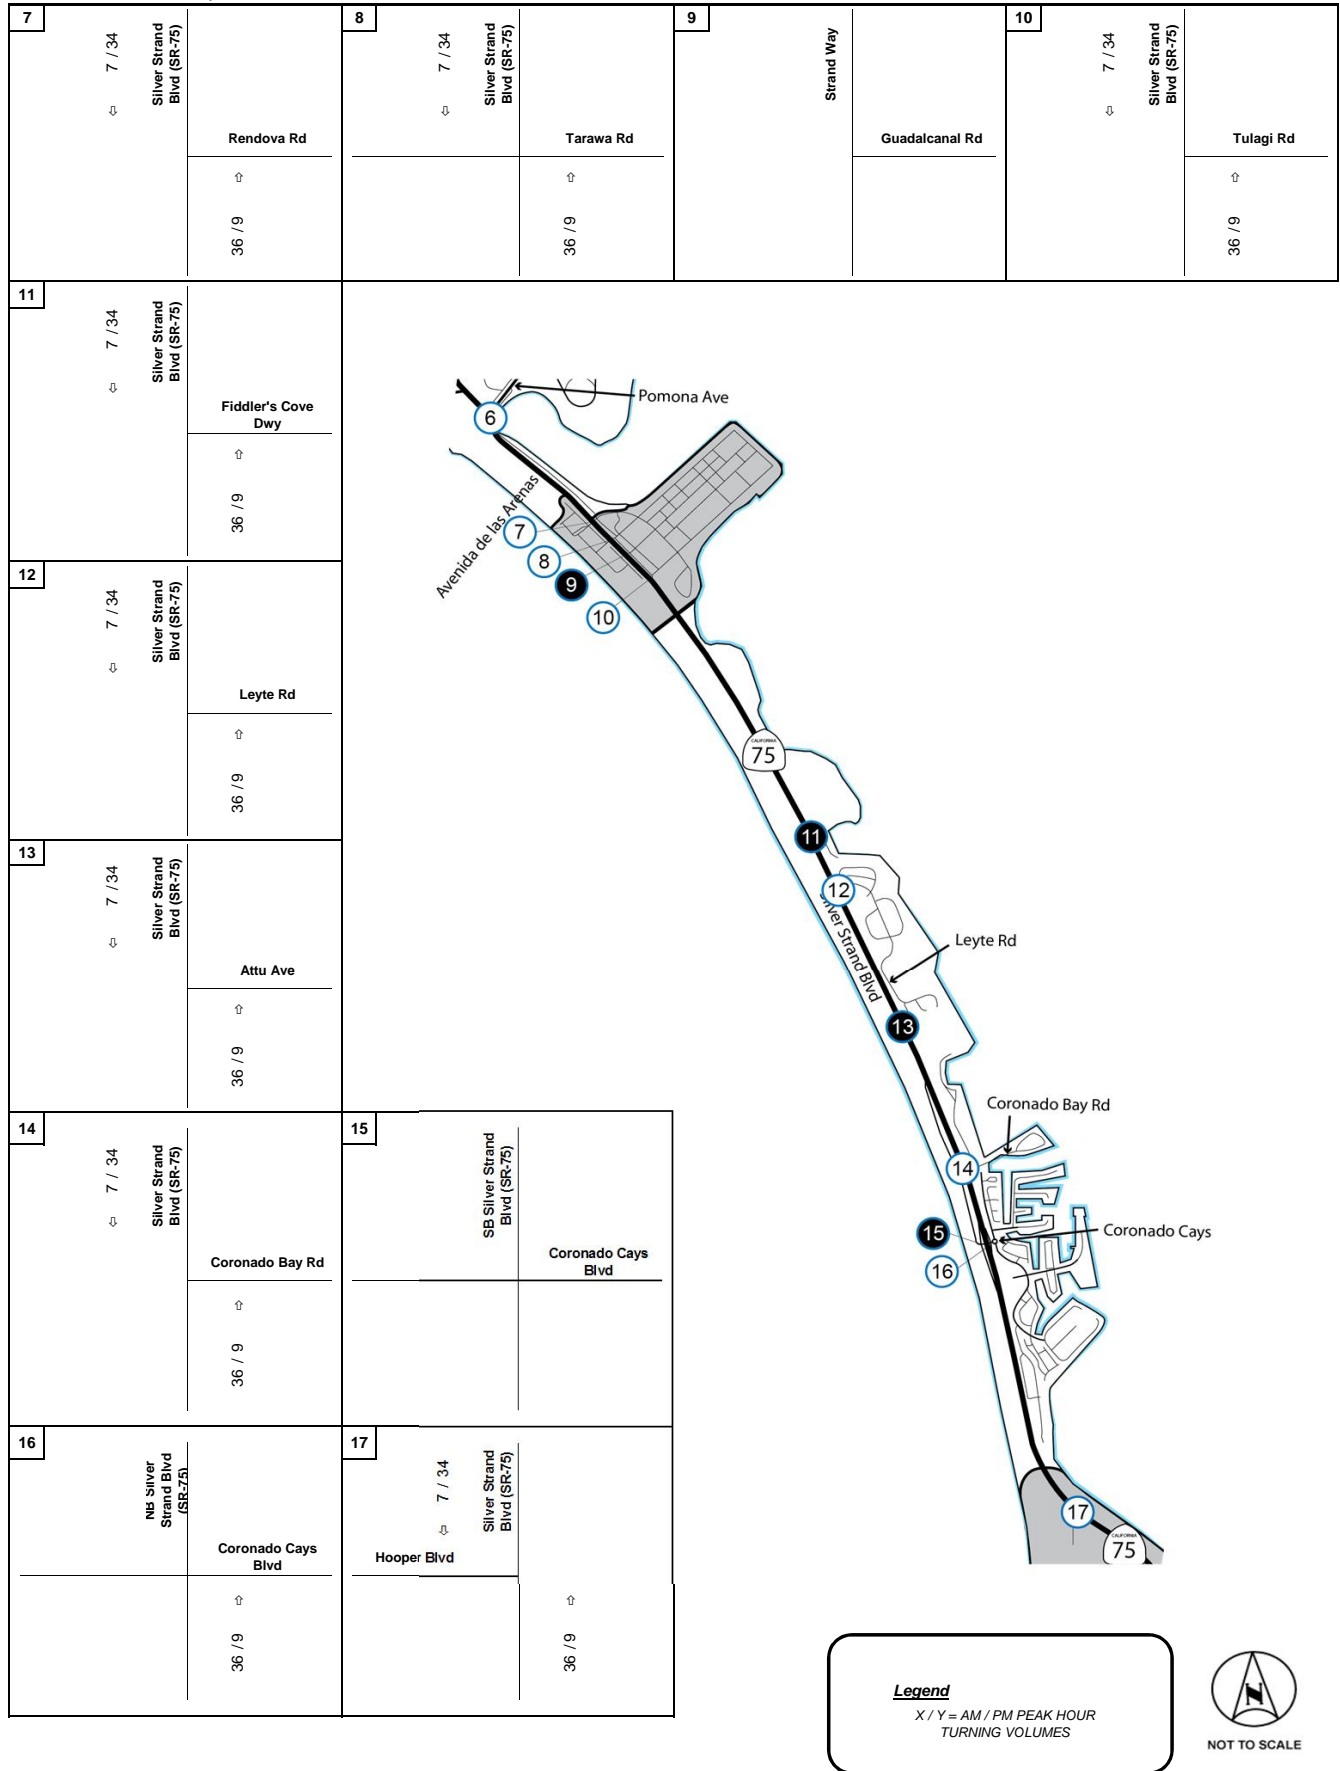 7
7 / 34
Silver Strand
Blvd (SR-75)
Rendova Rd
36 / 9
8
7 / 34
Silver Strand
Blvd (SR-75)
Tarawa Rd
36 / 9
9
Strand Way
Guadalcanal Rd
10
7 / 34
Silver Strand
Blvd (SR-75)
Tulagi Rd
36 / 9
11
7 / 34
Silver Strand
Blvd (SR-75)
Fiddler's Cove
Dwy
36 / 9
12
7 / 34
Silver Strand
Blvd (SR-75)
Leyte Rd
36 / 9
13
7 / 34
Silver Strand
Blvd (SR-75)
Attu Ave
36 / 9
14
7 / 34
Silver Strand
Blvd (SR-75)
Coronado Bay Rd
36 / 9
15
SB Silver Strand
Blvd (SR-75)
Coronado Cays
Blvd
16
NB Silver
Strand Blvd
(SR-75)
Coronado Cays
Blvd
36 / 9
17
7 / 34
Silver Strand
Blvd (SR-75)
Hooper Blvd
36 / 9
Pomona Ave
6
Avenida de las Arenas
7
8
9
10
CALIFORNIA
75
11
12
Silver Strand Blvd
Leyte Rd
13
Coronado Bay Rd
14
15
Coronado Cays
16
17
CALIFORNIA
75
Legend
X / Y = AM / PM PEAK HOUR
TURNING VOLUMES
N
NOT TO SCALE